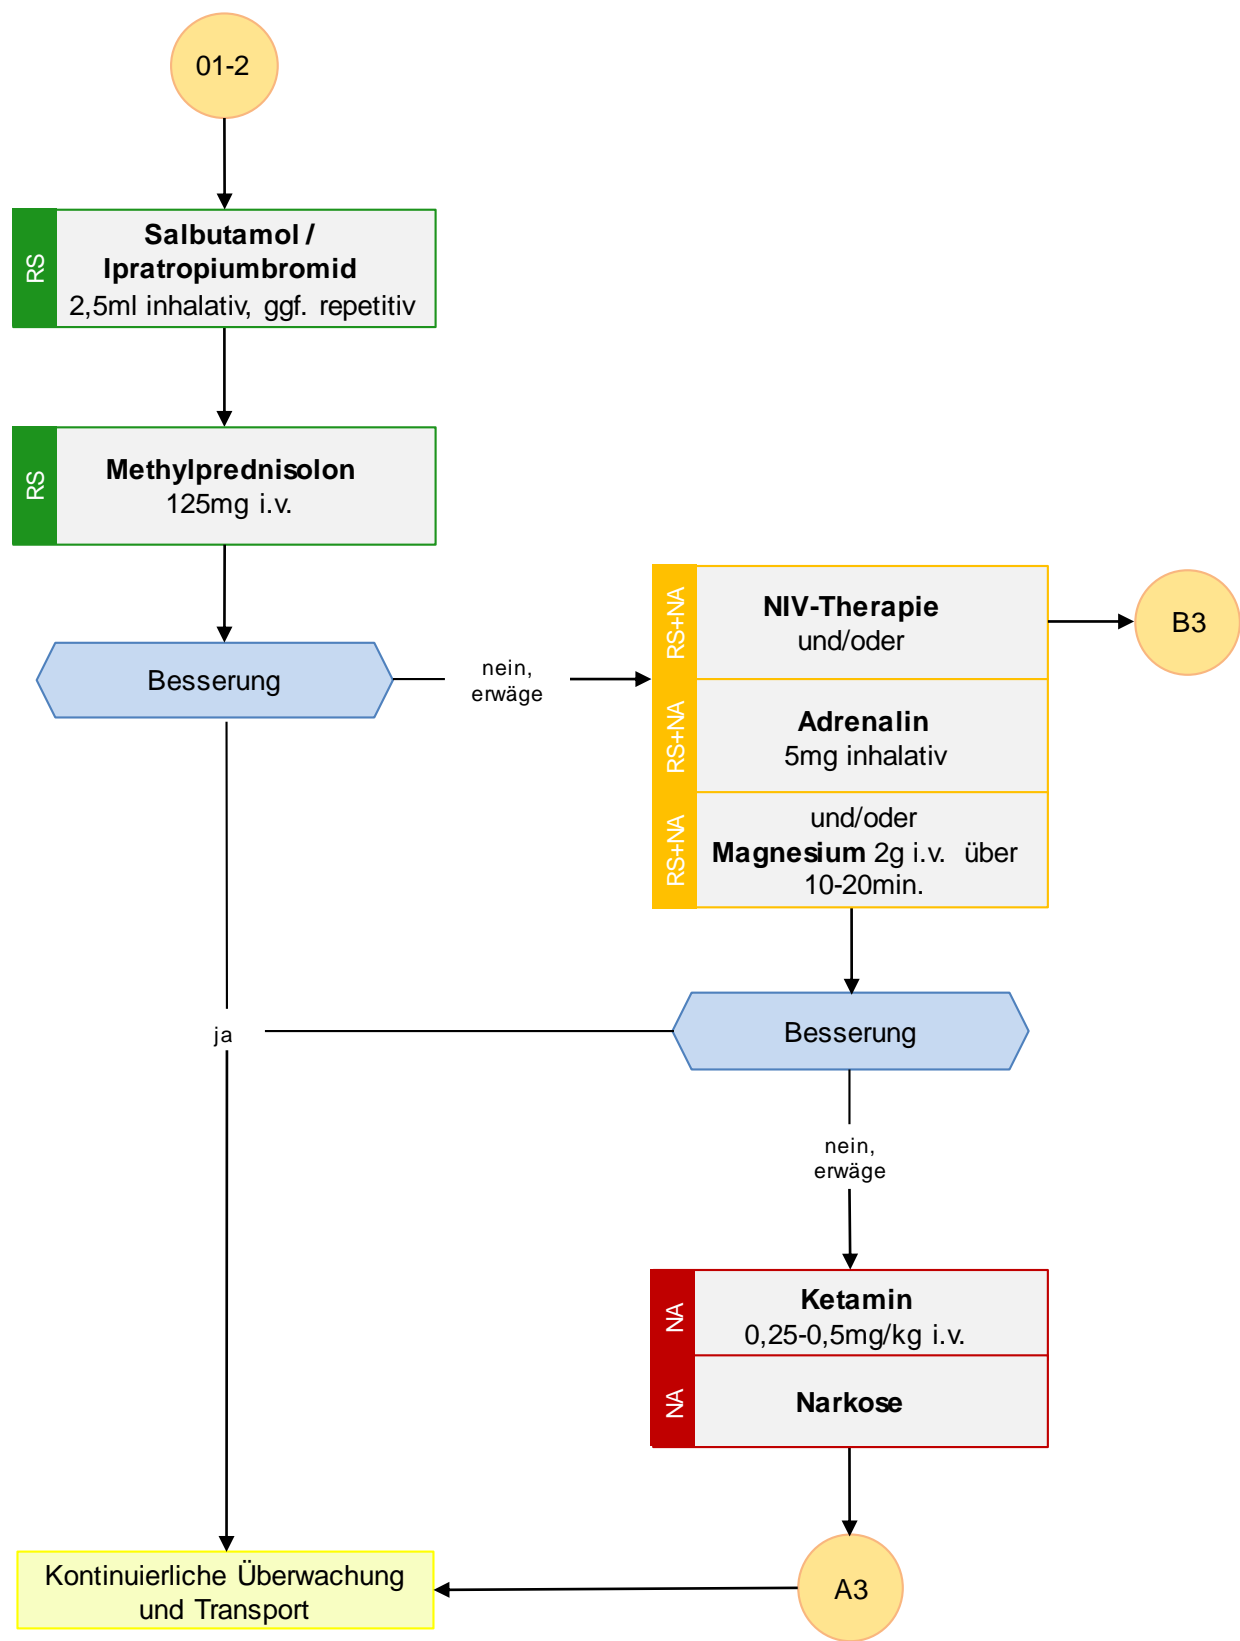 01-2
RS
Salbutamol /
Ipratropiumbromid
2,5ml inhalativ, ggf. repetitiv
RS
Methylprednisolon
125mg i.v.
Besserung
nein,
erwäge
RS+NA
NIV-Therapie
und/oder
B3
RS+NA
Adrenalin
5mg inhalativ
RS+NA
und/oder
Magnesium 2g i.v. über
10-20min.
ja
Besserung
nein,
erwäge
NA
Ketamin
0,25-0,5mg/kg i.v.
NA
Narkose
Kontinuierliche Überwachung
und Transport
A3